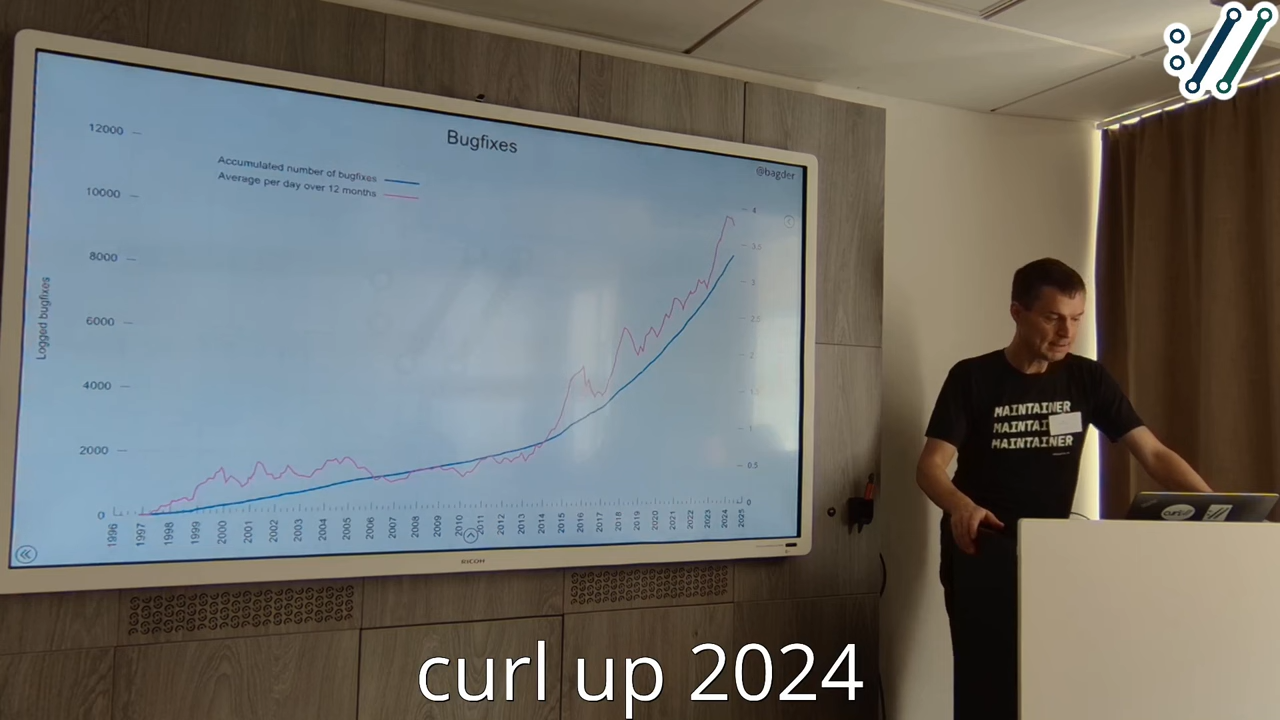 Bugfixes
@bagder
Accumulated number of bugfixes
Average per day over 12 months
Logged bugfixes
12000
10000
8000
6000
4000
2000
0
4
3.5
3
2.5
2
1.5
1
0.5
0
1996 1997 1998 1999 2000 2001 2002 2003 2004 2005 2006 2007 2008 2009 2010 2011 2012 2013 2014 2015 2016 2017 2018 2019 2020 2021 2022 2023 2024 2025
RICOH
MAINTAINER
MAINTAI
MAINTAINER
curl://
curl up 2024